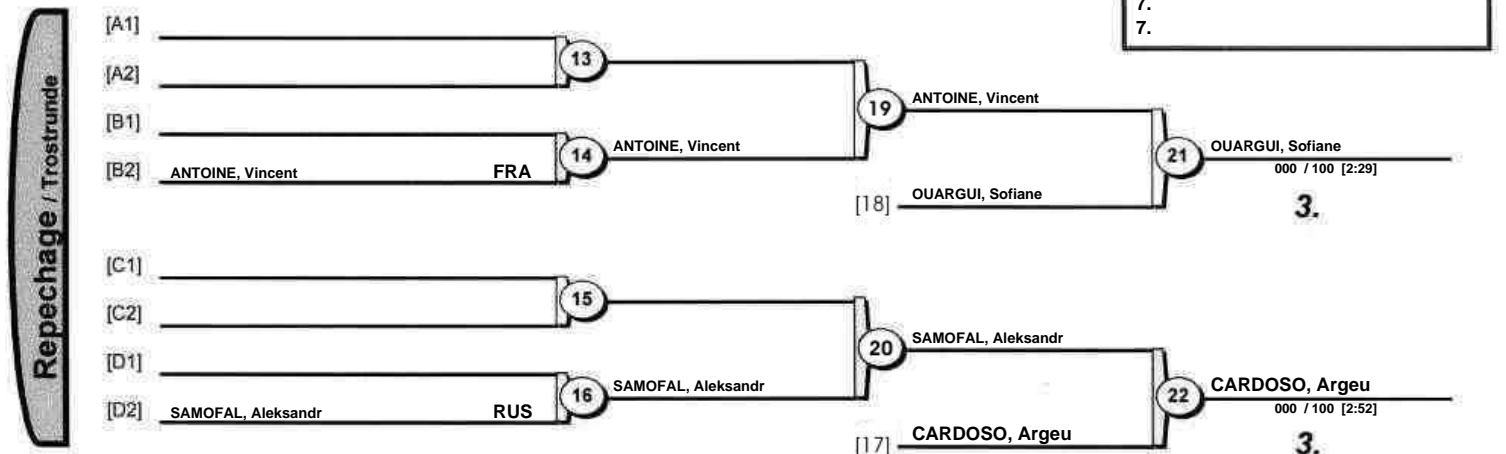 7.
7.
Repechage / Trostrunde
[A1]
[A2]
13
[B1]
[B2] ANTOINE, Vincent FRA
14
ANTOINE, Vincent
19
ANTOINE, Vincent
[18] OUARGUI, Sofiane
21
OUARGUI, Sofiane
000 / 100 [2:29]
3.
[C1]
[C2]
15
[D1]
[D2] SAMOFAL, Aleksandr RUS
16
SAMOFAL, Aleksandr
20
SAMOFAL, Aleksandr
[17] CARDOSO, Argeu
22
CARDOSO, Argeu
000 / 100 [2:52]
3.